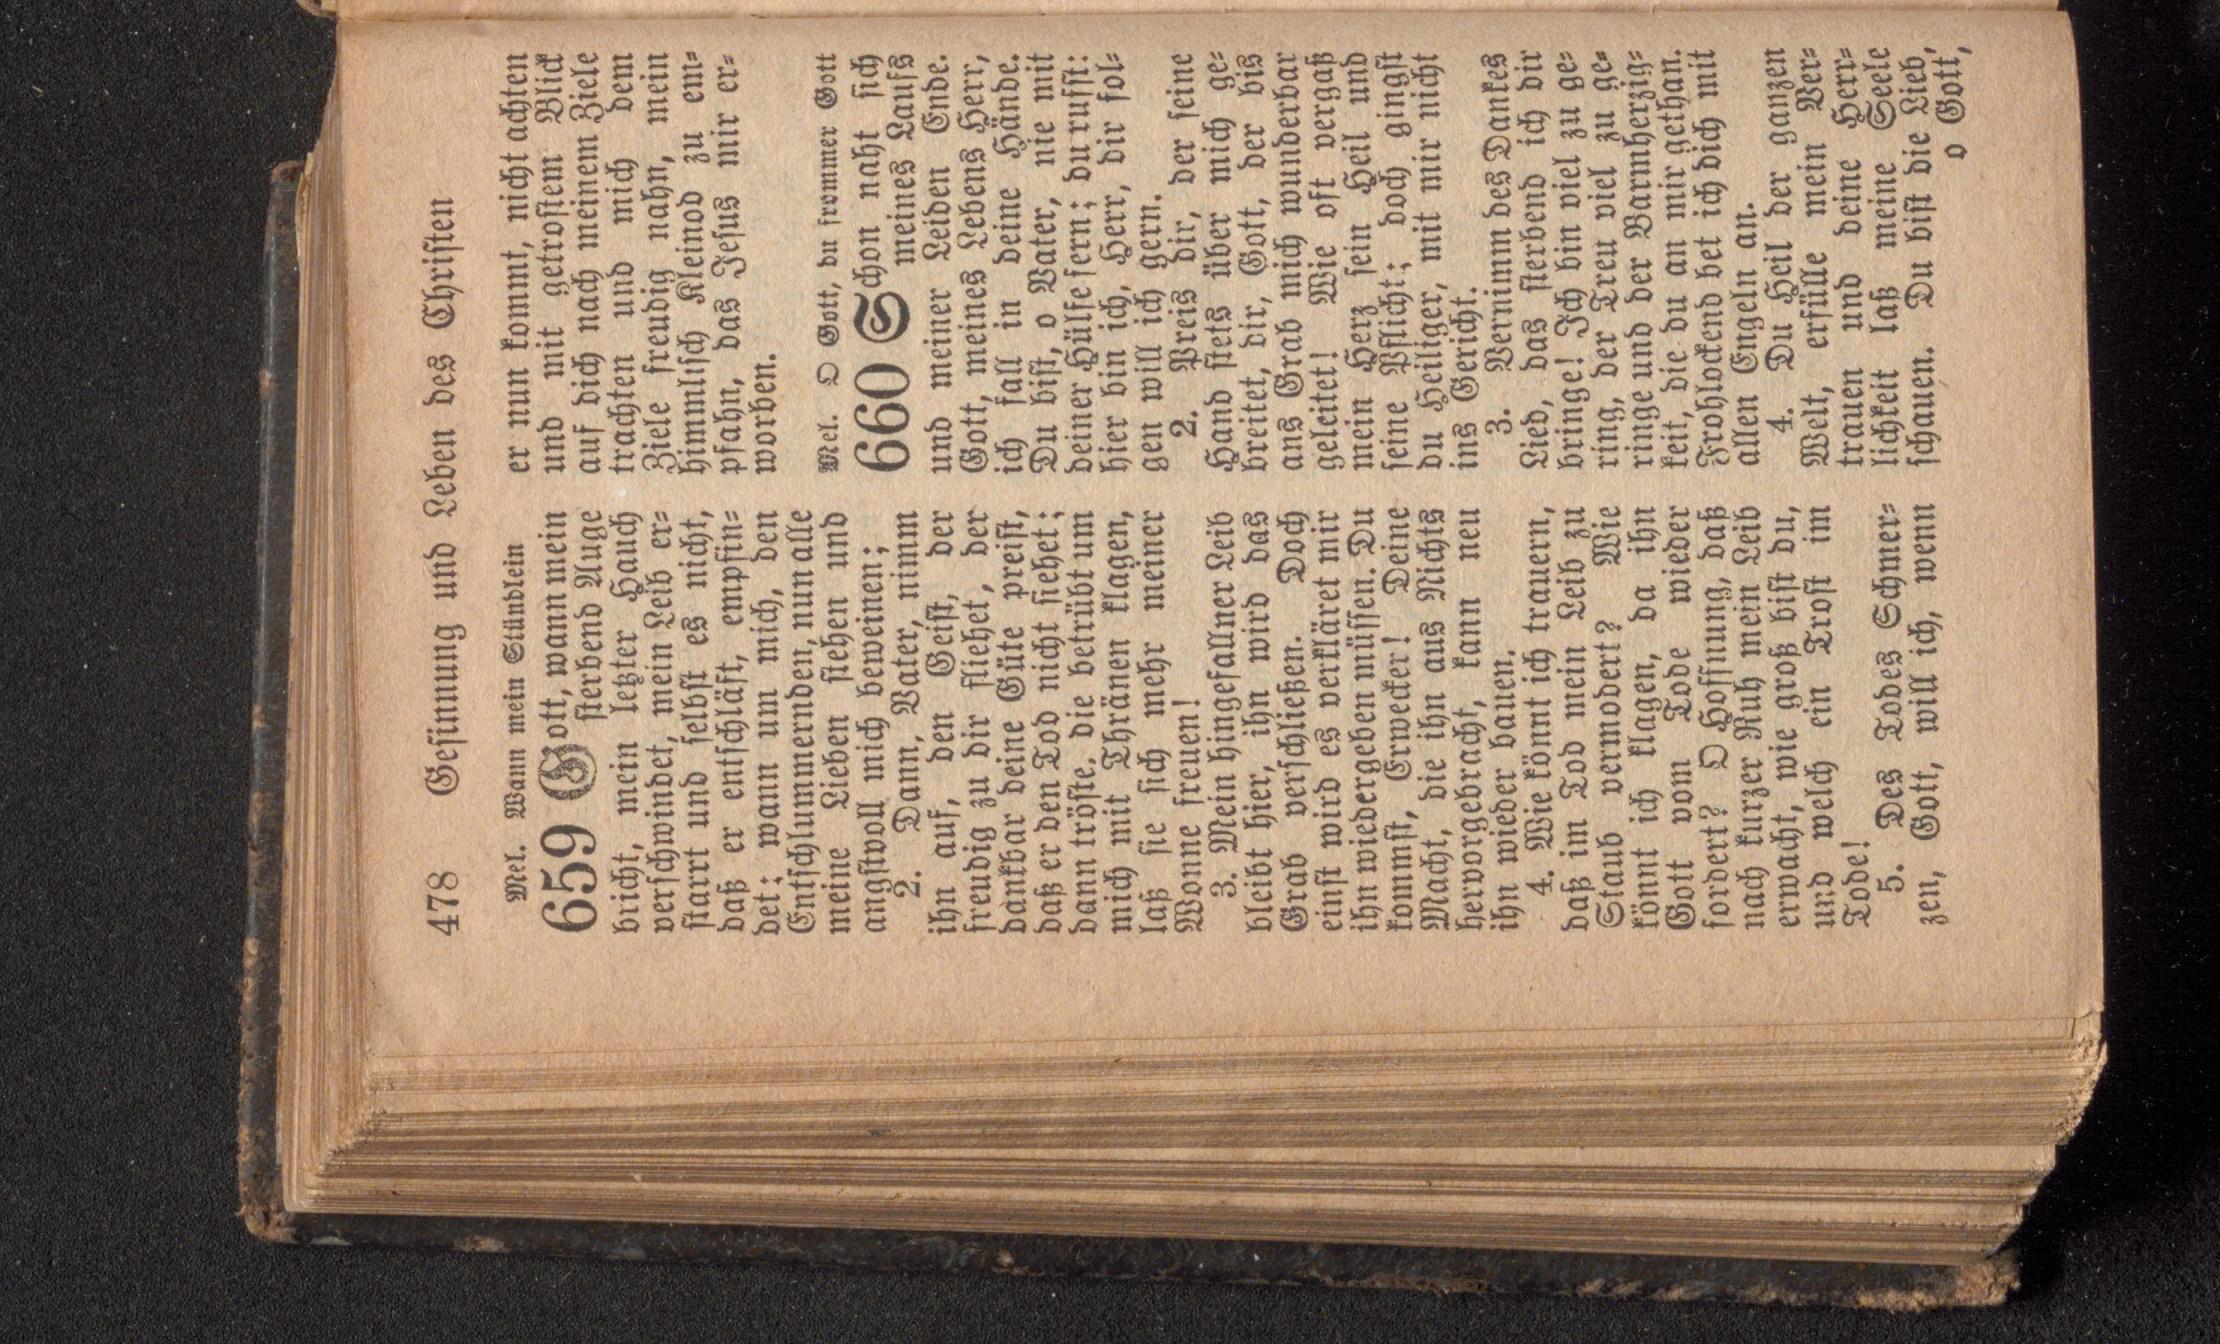 478 Gesinnung und Leben des Christen
Mel. Wann mein Stündlein
659 Gott, wann mein
sterbend Auge
bricht, mein letzter Hauch
verschwindet, mein Leib er-
starrt und selbst es nicht,
daß er entschläft, empfin-
det; wann um mich, den
Entschlummernden, nun alle
meine Lieben stehen und
angstvoll mich beweinen;
2. Dann, Vater, nimm
ihn auf, den Geist, der
freudig zu dir fliehet, der
dankbar deine Güte preist,
daß er den Tod nicht siehet;
dann tröste, die betrübt um
mich mit Thränen klagen,
laß sie sich mehr meiner
Wonne freuen!
3. Mein hingefallner Leib
bleibt hier, ihn wird das
Grab verschließen. Doch
einst wird es verkläret mir
ihn wiedergeben müssen. Du
kommst, Erwecker! Deine
Macht, die ihn aus Nichts
hervorgebracht, kann neu
ihn wieder bauen.
4. Wie könnt ich trauern,
daß im Tod mein Leib zu
Staub vermodert? Wie
könnt ich klagen, da ihn
Gott vom Tode wieder
fordert? O Hoffnung, daß
nach kurzer Ruh mein Leib
erwacht, wie groß bist du,
und welch ein Trost im
Tode!
5. Des Todes Schmer-
zen, Gott, will ich, wenn
er nun kommt, nicht achten
und mit getrostem Blick
auf dich nach meinem Ziele
trachten und mich dem
Ziele freudig nahn, mein
himmlisch Kleinod zu em-
pfahn, das Jesus mir er-
worben.
Mel. O Gott, du frommer Gott
660 Schon naht sich
meines Laufs
und meiner Leiden Ende.
Gott, meines Lebens Herr,
ich fall in deine Hände.
Du bist, o Vater, nie mit
deiner Hülfe fern; du rufst:
hier bin ich, Herr, dir fol-
gen will ich gern.
2. Preis dir, der seine
Hand stets über mich ge-
breitet, dir, Gott, der bis
ans Grab mich wunderbar
geleitet! Wie oft vergaß
mein Herz sein Heil und
seine Pflicht; doch gingst
du Heiliger, mit mir nicht
ins Gericht.
3. Vernimm des Dankes
Lied, das sterbend ich dir
bringe! Ich bin viel zu ge-
ring, der Treu viel zu ge-
ringe und der Barmherzig-
keit, die du an mir gethan.
Frohlockend bet ich dich mit
allen Engeln an.
4. Du Heil der ganzen
Welt, erfülle mein Ver-
trauen und deine Herr-
lichkeit laß meine Seele
schauen. Du bist die Lieb,
o Gott,